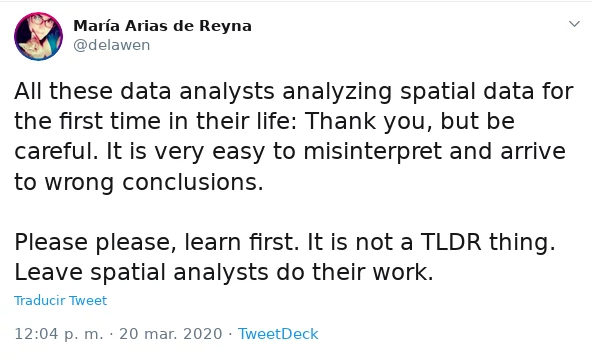 María Arias de Reyna
@delawen
All these data analysts analyzing spatial data for
the first time in their life: Thank you, but be
careful. It is very easy to misinterpret and arrive
to wrong conclusions.
Please please, learn first. It is not a TLDR thing.
Leave spatial analysts do their work.
Traducir Tweet
12:04 p. m. · 20 mar. 2020 · TweetDeck